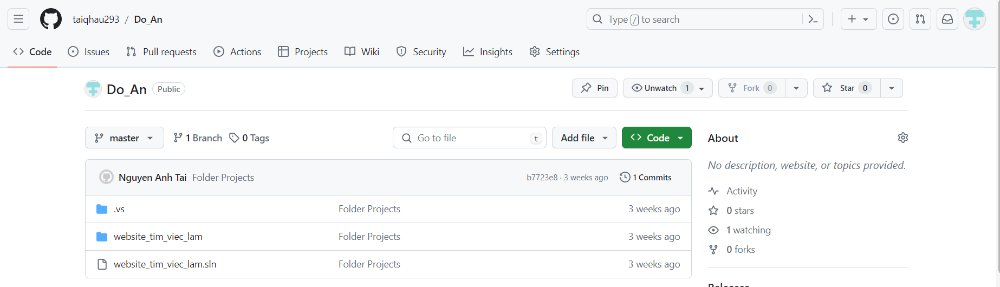 taiqhau293 / Do_An
Type / to search
Code Issues Pull requests Actions Projects Wiki Security Insights Settings
Do_An Public
Pin Unwatch 1 Fork 0 Star 0
master 1 Branch 0 Tags Go to file t Add file Code
About
No description, website, or topics provided.
Nguyen Anh Tai Folder Projects b7723e8 · 3 weeks ago 1 Commits
.vs Folder Projects 3 weeks ago
website_tim_viec_lam Folder Projects 3 weeks ago
website_tim_viec_lam.sln Folder Projects 3 weeks ago
Activity
0 stars
1 watching
0 forks
Releases